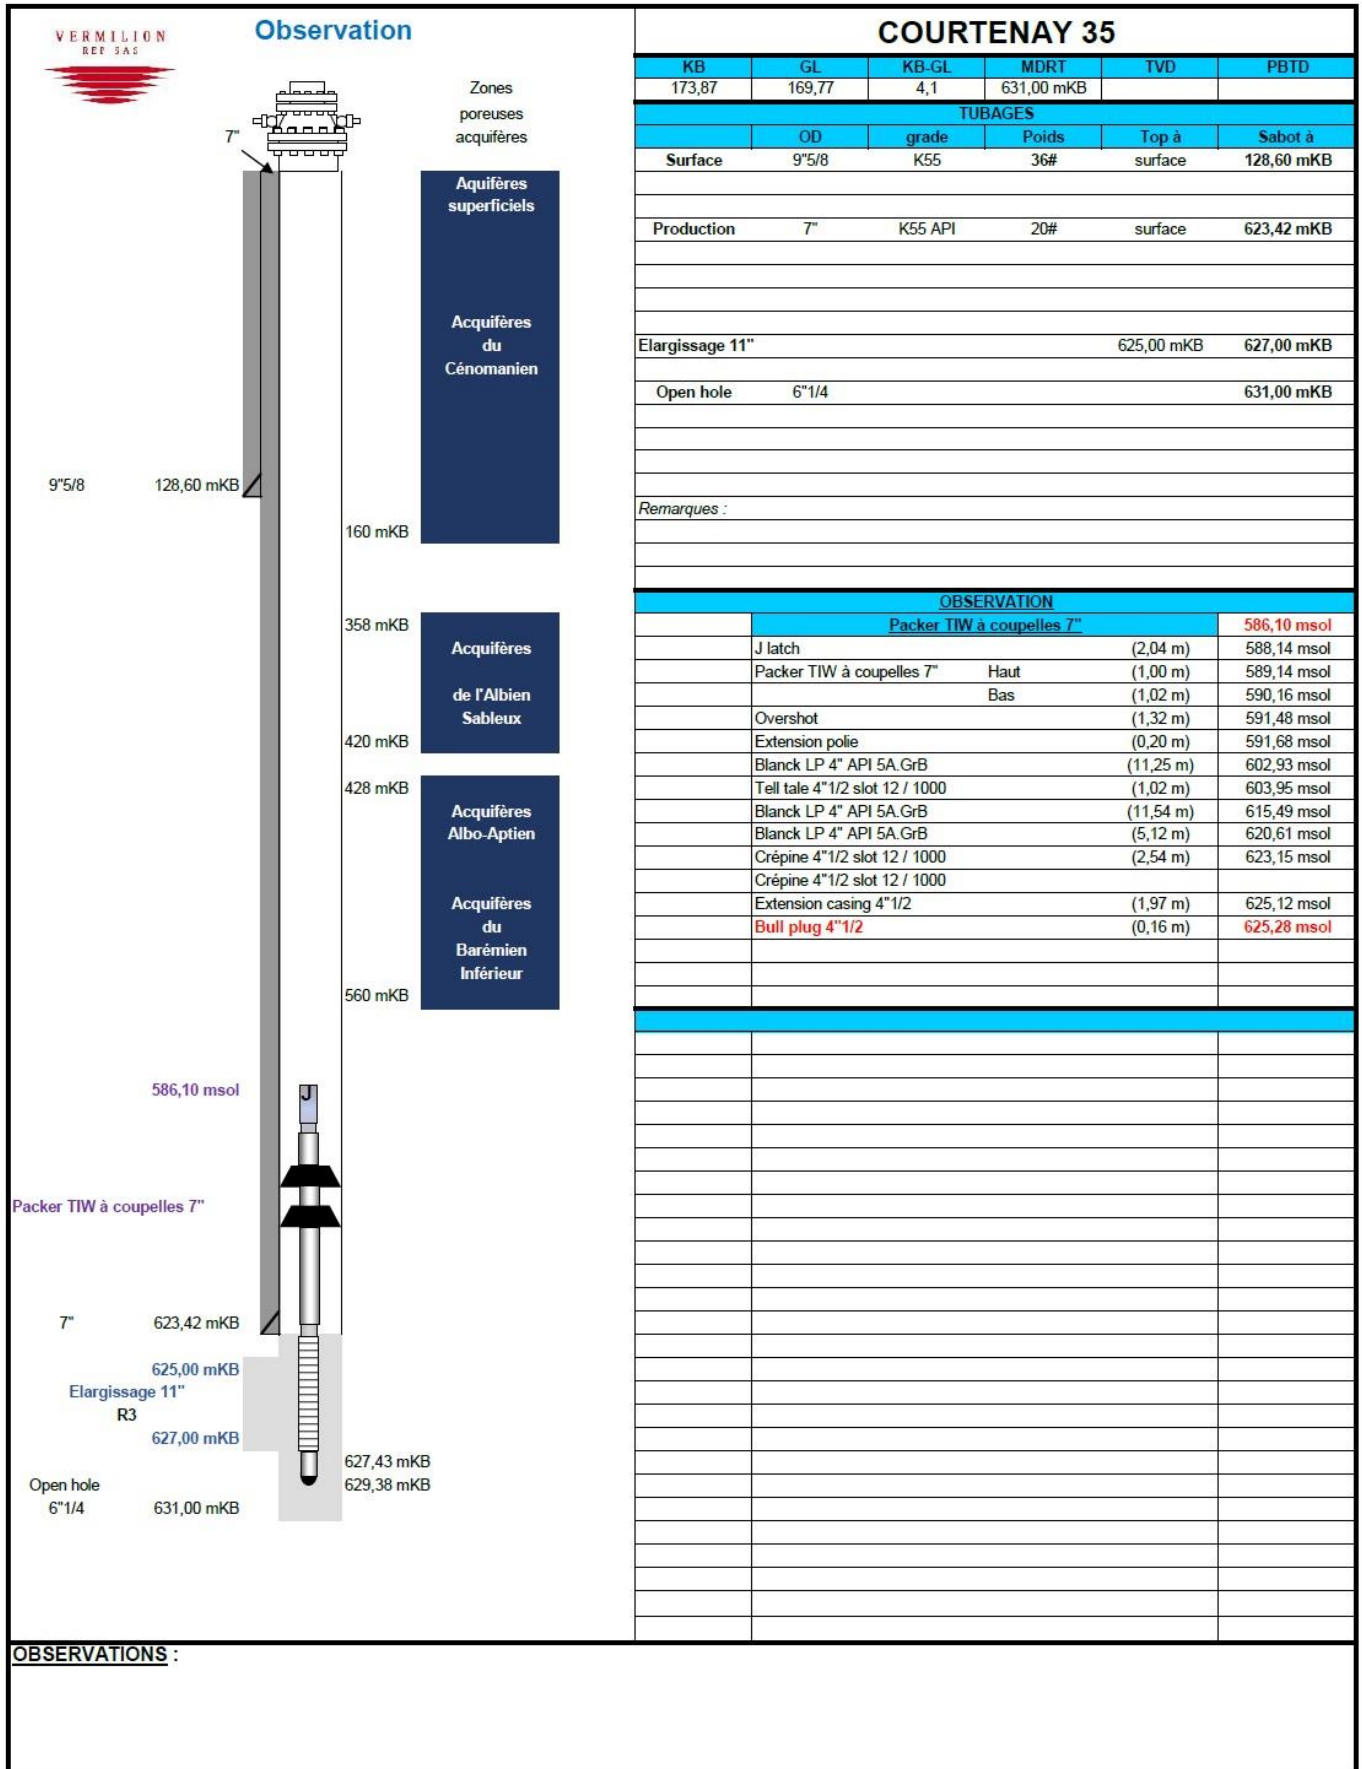 VERMILION
REP SAS
Observation
COURTENAY 35
KB GL KB-GL MDRT TVD PBTD
173,87 169,77 4,1 631,00 mKB
TUBAGES
OD grade Poids Top à Sabot à
Surface 9"5/8 K55 36# surface 128,60 mKB
Production 7" K55 API 20# surface 623,42 mKB
Elargissage 11" 625,00 mKB 627,00 mKB
Open hole 6"1/4 631,00 mKB
Remarques :
OBSERVATION
Packer TIW à coupelles 7" 586,10 msol
J latch (2,04 m) 588,14 msol
Packer TIW à coupelles 7" Haut (1,00 m) 589,14 msol
Bas (1,02 m) 590,16 msol
Overshot (1,32 m) 591,48 msol
Extension polie (0,20 m) 591,68 msol
Blanck LP 4" API 5A.GrB (11,25 m) 602,93 msol
Tell tale 4"1/2 slot 12 / 1000 (1,02 m) 603,95 msol
Blanck LP 4" API 5A.GrB (11,54 m) 615,49 msol
Blanck LP 4" API 5A.GrB (5,12 m) 620,61 msol
Crépine 4"1/2 slot 12 / 1000 (2,54 m) 623,15 msol
Crépine 4"1/2 slot 12 / 1000
Extension casing 4"1/2 (1,97 m) 625,12 msol
Bull plug 4"1/2 (0,16 m) 625,28 msol
Zones
poreuses
acquifères
7"
Aquifères
superficiels
Acquifères
du
Cénomanien
9"5/8 128,60 mKB
160 mKB
358 mKB
Acquifères
de l'Albien
Sableux
420 mKB
428 mKB
Acquifères
Albo-Aptien
Acquifères
du
Barémien
Inférieur
560 mKB
586,10 msol
J
Packer TIW à coupelles 7"
7" 623,42 mKB
625,00 mKB
Elargissage 11"
R3
627,00 mKB
627,43 mKB
Open hole
629,38 mKB
6"1/4 631,00 mKB
OBSERVATIONS :